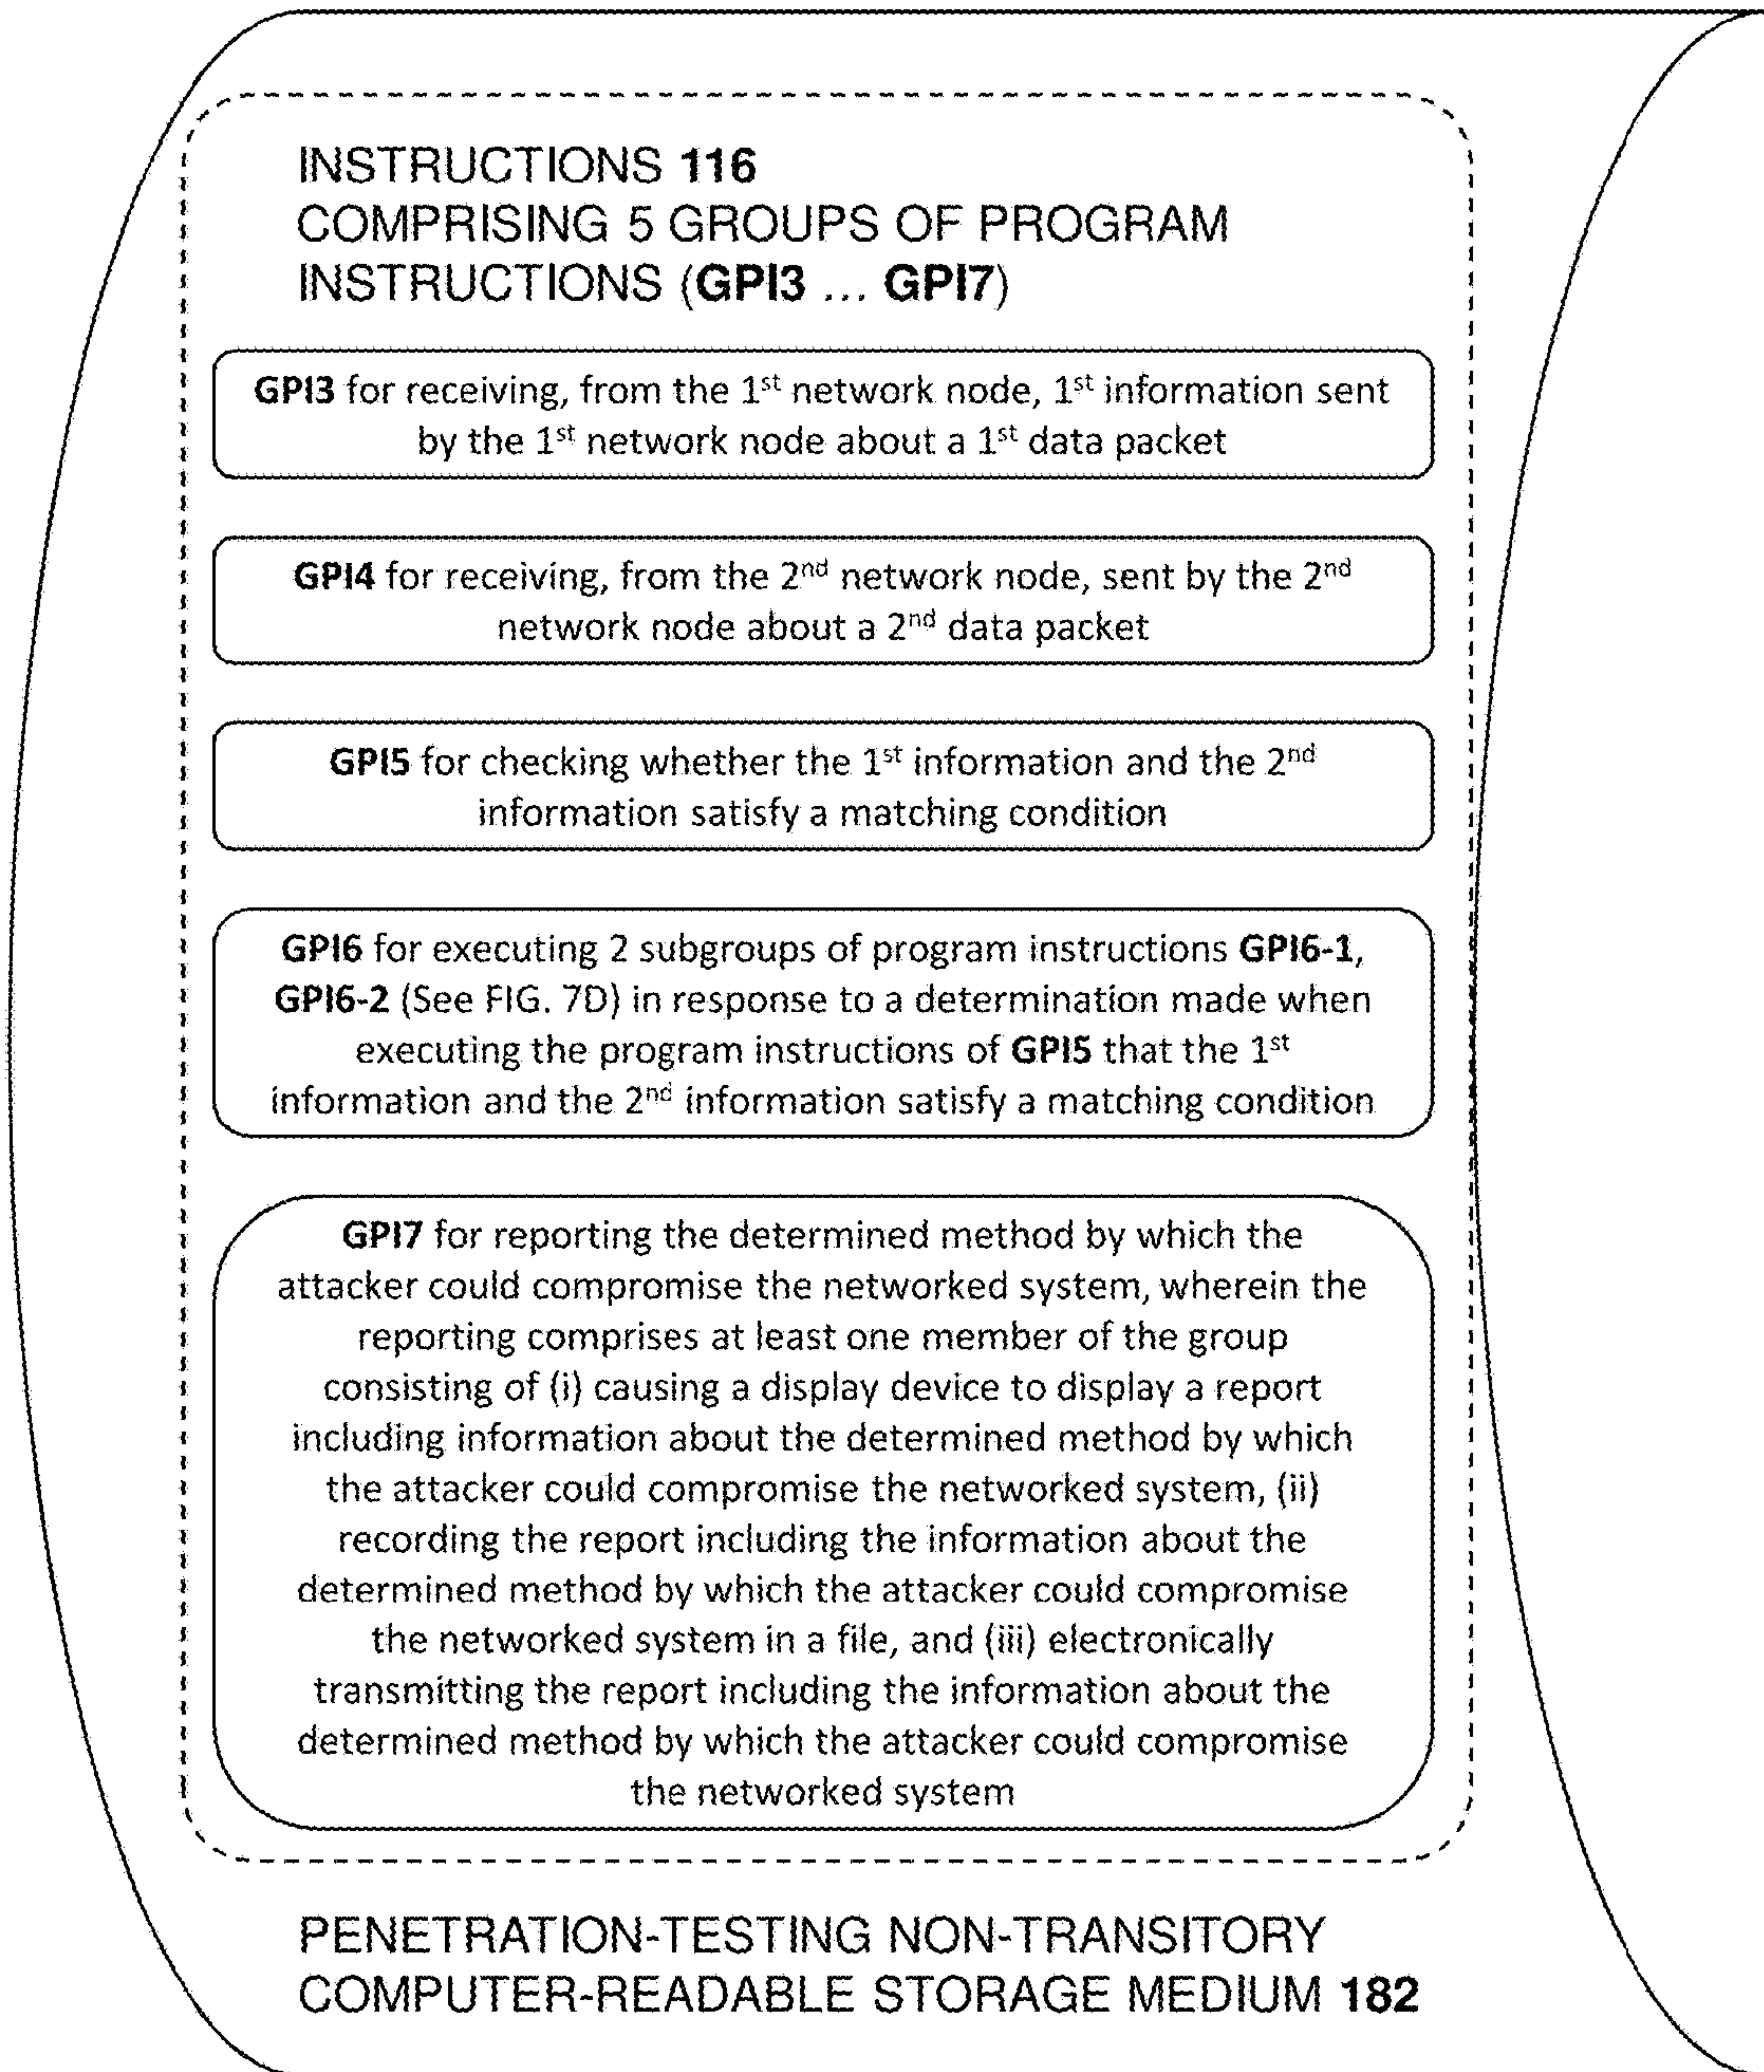 INSTRUCTIONS 116
COMPRISING 5 GROUPS OF PROGRAM
INSTRUCTIONS (GPI3 ... GPI7)
GPI3 for receiving, from the 1st network node, 1st information sent
by the 1st network node about a 1st data packet
GPI4 for receiving, from the 2nd network node, sent by the 2nd
network node about a 2nd data packet
GPI5 for checking whether the 1st information and the 2nd
information satisfy a matching condition
GPI6 for executing 2 subgroups of program instructions GPI6-1,
GPI6-2 (See FIG. 7D) in response to a determination made when
executing the program instructions of GPI5 that the 1st
information and the 2nd information satisfy a matching condition
GPI7 for reporting the determined method by which the
attacker could compromise the networked system, wherein the
reporting comprises at least one member of the group
consisting of (i) causing a display device to display a report
including information about the determined method by which
the attacker could compromise the networked system, (ii)
recording the report including the information about the
determined method by which the attacker could compromise
the networked system in a file, and (iii) electronically
transmitting the report including the information about the
determined method by which the attacker could compromise
the networked system
PENETRATION-TESTING NON-TRANSITORY
COMPUTER-READABLE STORAGE MEDIUM 182